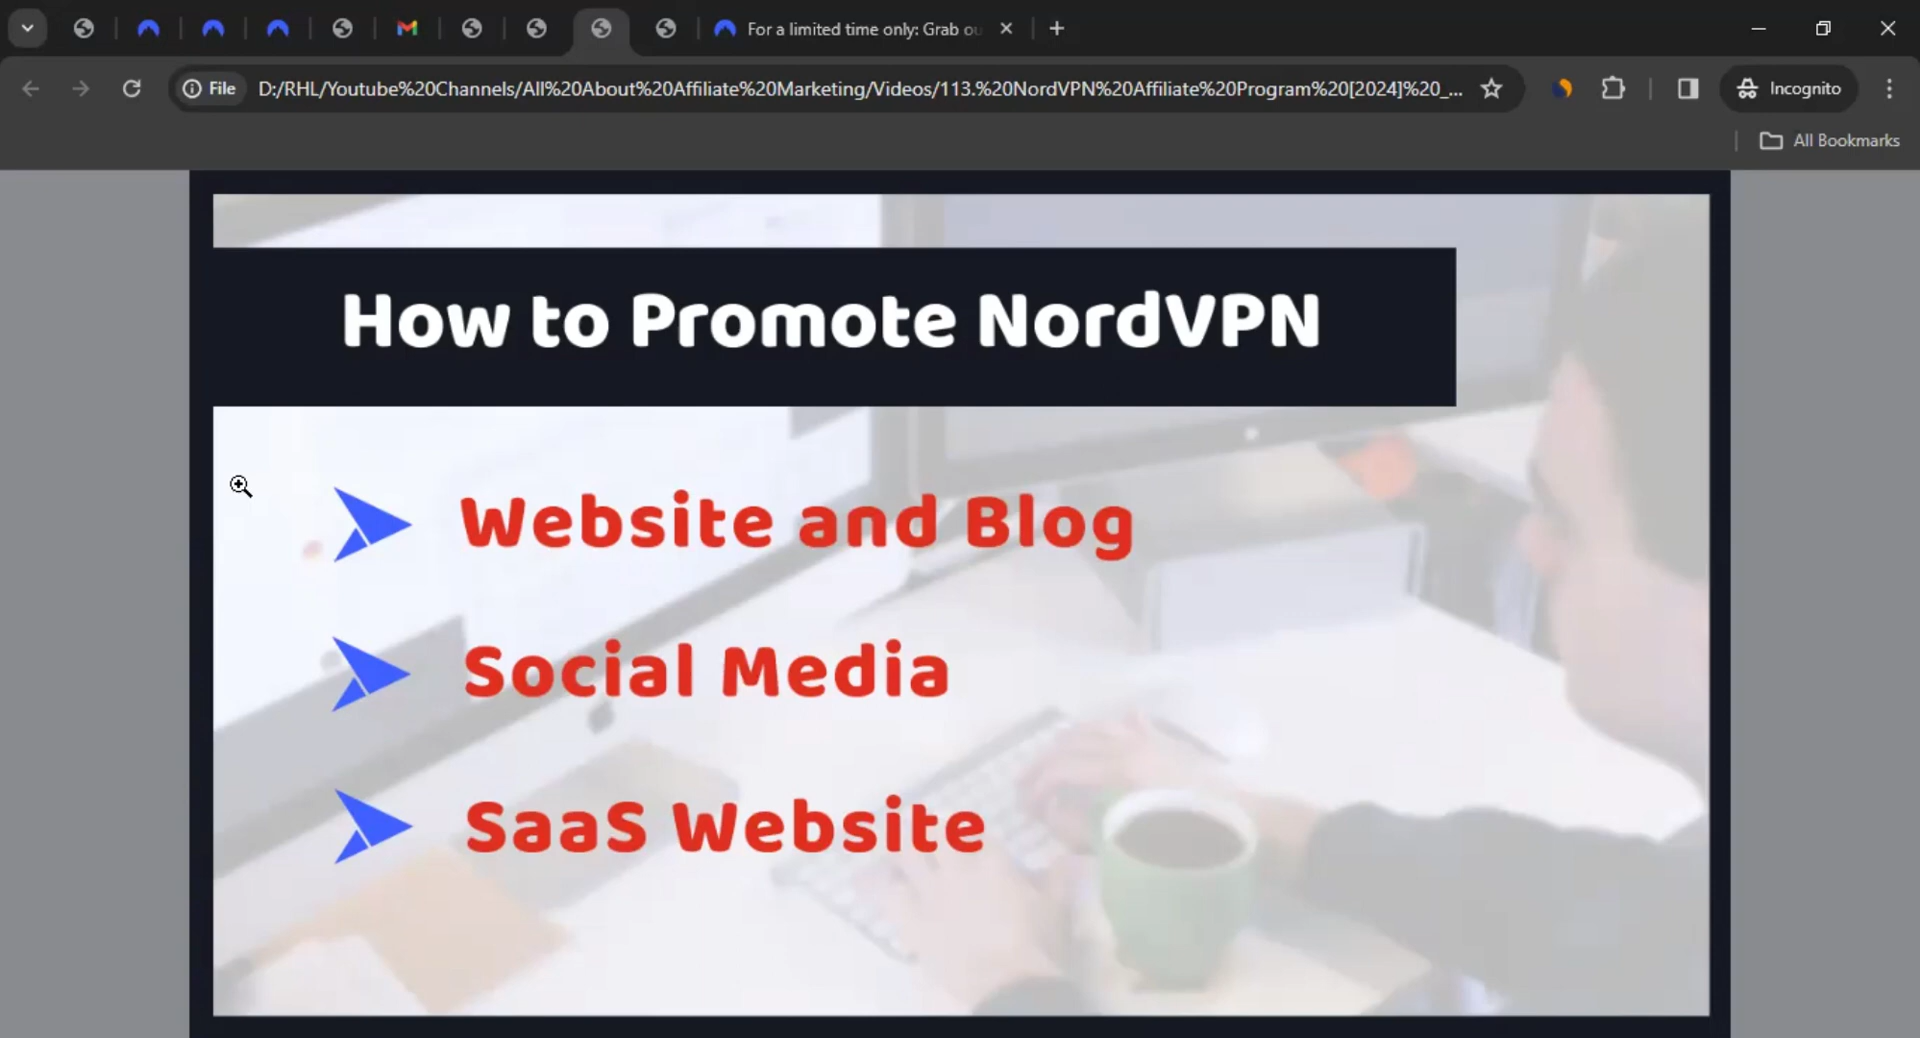 For a limited time only: Grab ou
File
D:/RHL/Youtube%20Channels/All%20About%20Affiliate%20Marketing/Videos/113.%20NordVPN%20Affiliate%20Program%20[2024]%20_...
Incognito
All Bookmarks
How to Promote NordVPN
Website and Blog
Social Media
SaaS Website